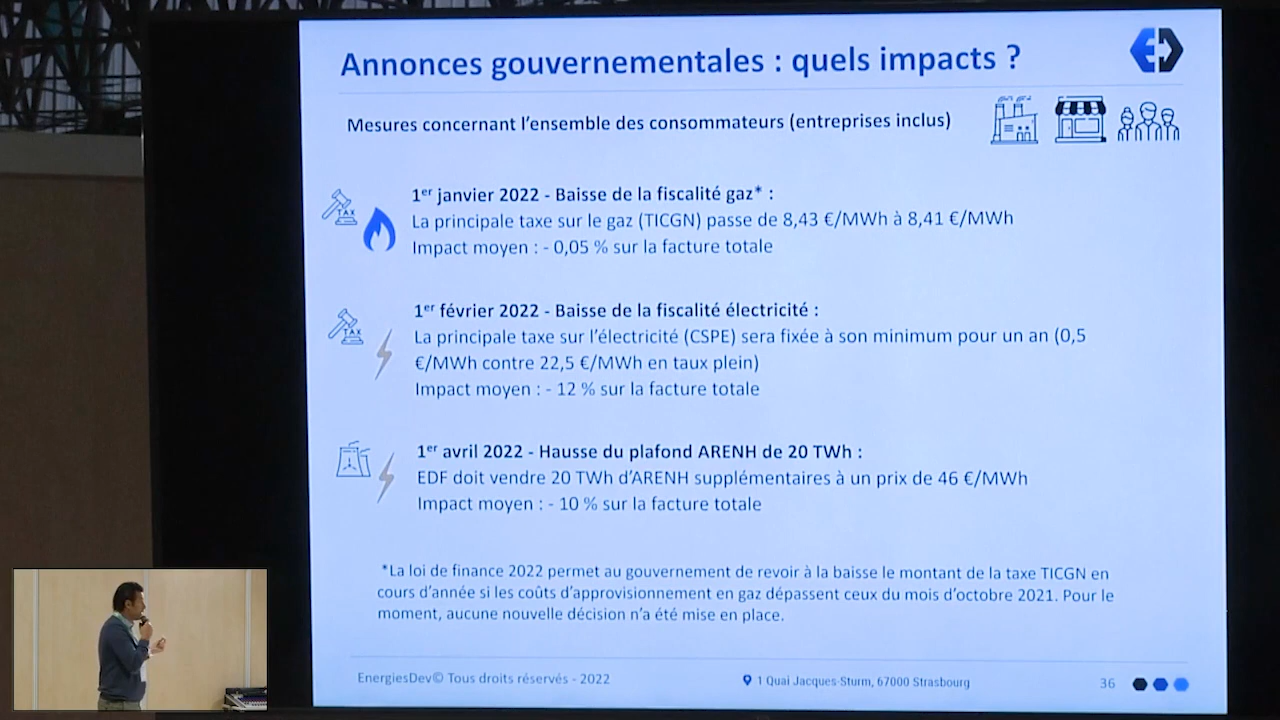 Annonces gouvernementales : quels impacts ?
Mesures concernant l'ensemble des consommateurs (entreprises inclus)
1er janvier 2022 - Baisse de la fiscalité gaz* :
TAX
La principale taxe sur le gaz (TICGN) passe de 8,43 €/MWh à 8,41 €/MWh
Impact moyen : - 0,05 % sur la facture totale
1er février 2022 - Baisse de la fiscalité électricité :
TAX
La principale taxe sur l'électricité (CSPE) sera fixée à son minimum pour un an (0,5
€/MWh contre 22,5 €/MWh en taux plein)
Impact moyen : - 12 % sur la facture totale
1er avril 2022 - Hausse du plafond ARENH de 20 TWh :
EDF doit vendre 20 TWh d'ARENH supplémentaires à un prix de 46 €/MWh
Impact moyen : - 10 % sur la facture totale
*La loi de finance 2022 permet au gouvernement de revoir à la baisse le montant de la taxe TICGN en
cours d'année si les coûts d'approvisionnement en gaz dépassent ceux du mois d'octobre 2021. Pour le
moment, aucune nouvelle décision n'a été mise en place.
EnergiesDev© Tous droits réservés - 2022
1 Quai Jacques-Sturm, 67000 Strasbourg
36